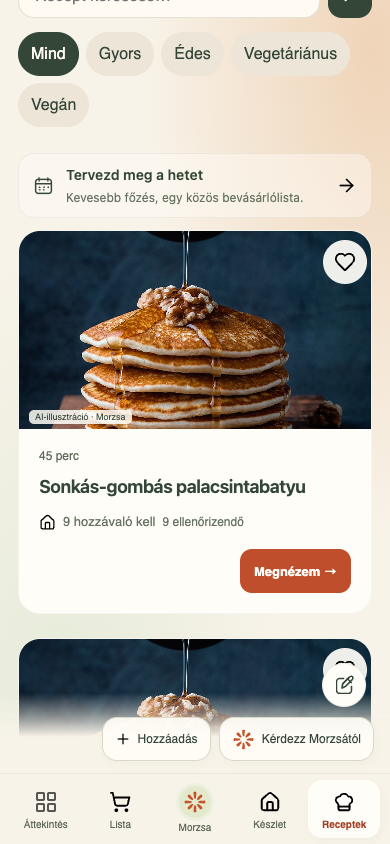 Mind
Gyors
Édes
Vegetáriánus
Vegán
Tervezd meg a hetet
Kevesebb főzés, egy közös bevásárlólista.
AI-illusztráció · Morzsa
45 perc
Sonkás-gombás palacsintabatyu
9 hozzávaló kell 9 ellenőrizendő
Megnézem →
Hozzáadás
Kérdezz Morzsától
Áttekintés
Lista
Morzsa
Készlet
Receptek